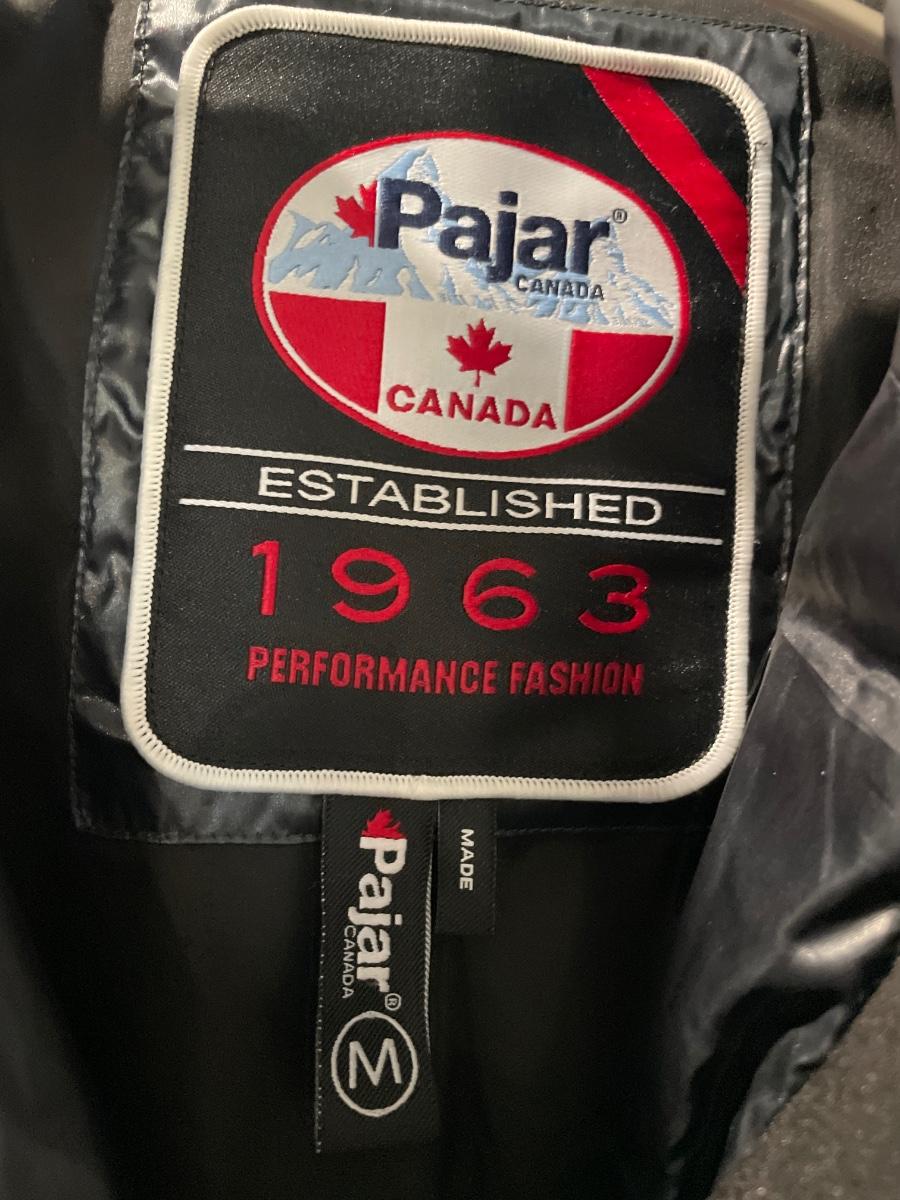 Pajar®
CANADA
CANADA
ESTABLISHED
1963
PERFORMANCE FASHION
Pajar®
CANADA
M
MADE